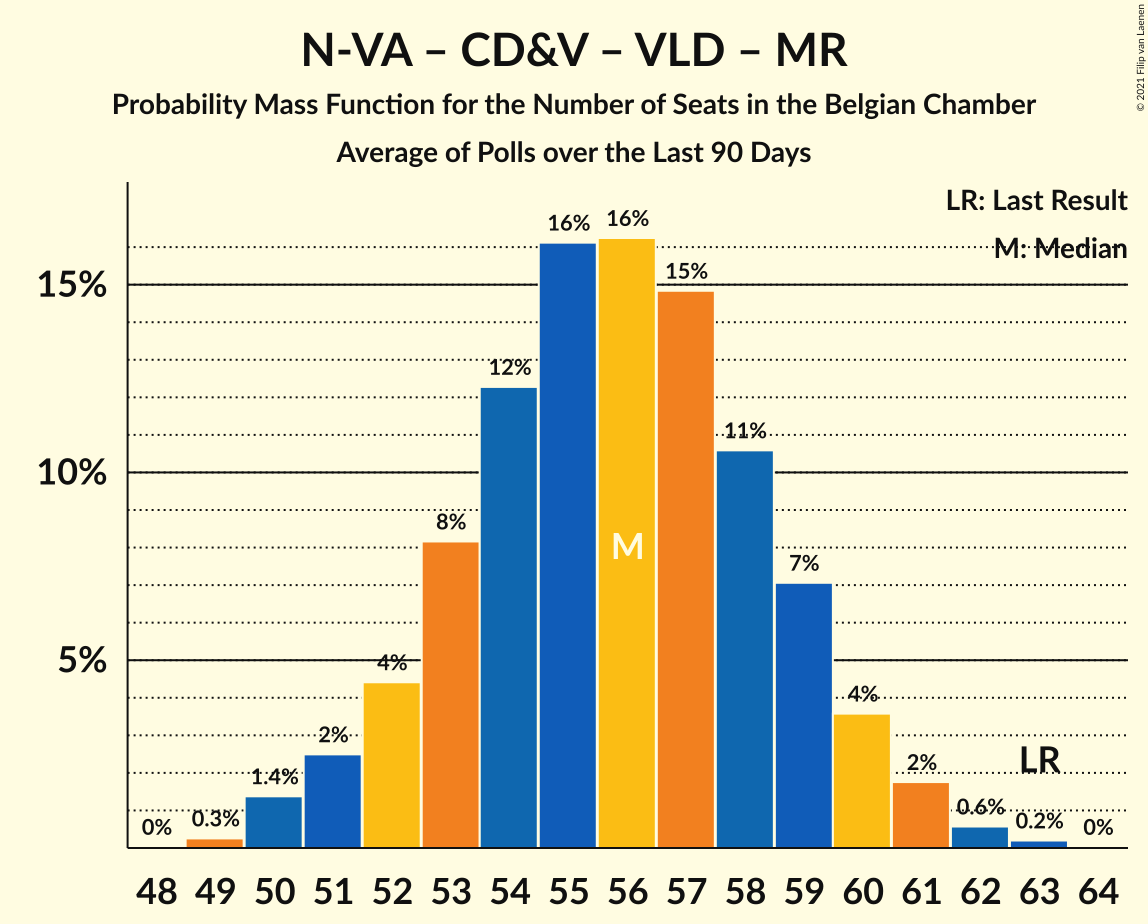 N-VA – CD&V – VLD – MR
Probability Mass Function for the Number of Seats in the Belgian Chamber
Average of Polls over the Last 90 Days
© 2021 Filip van Laenen
LR: Last Result
M: Median
15%
10%
5%
0%
0.3%
1.4%
2%
4%
8%
12%
16%
16%
15%
11%
7%
4%
2%
0.6%
0.2%
0%
M
LR
48 49 50 51 52 53 54 55 56 57 58 59 60 61 62 63 64